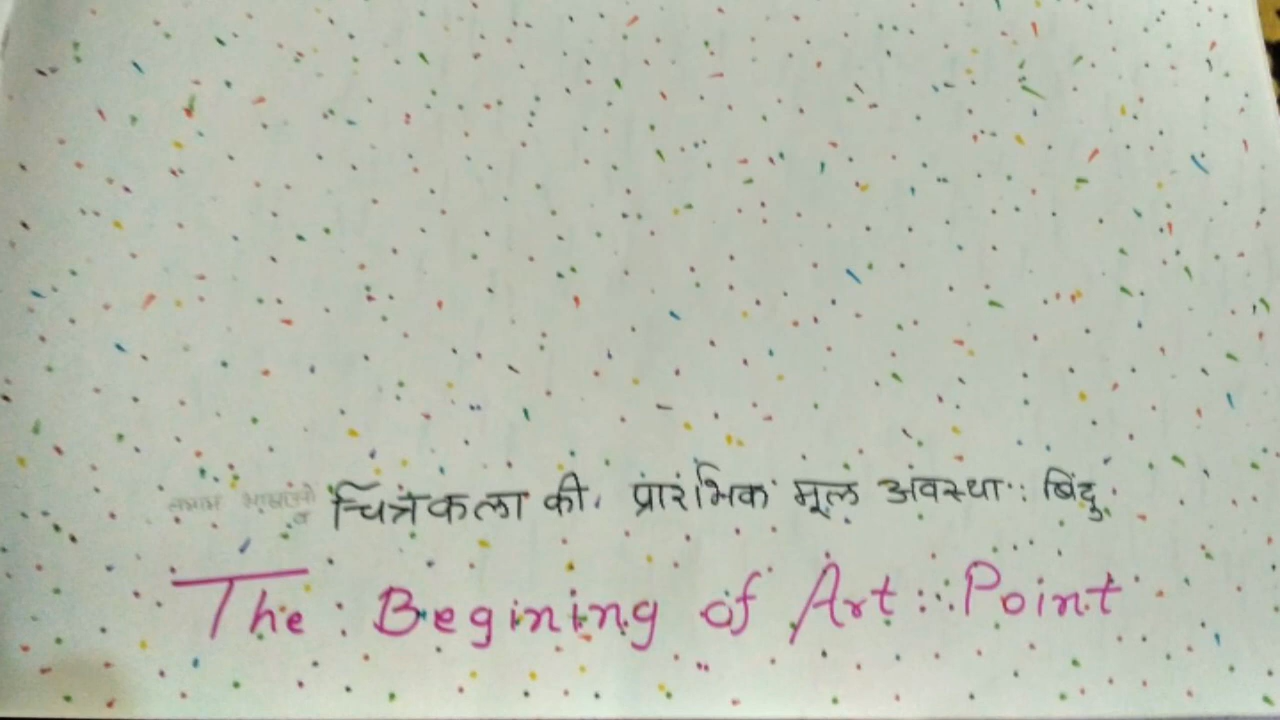 चित्रकला की प्रारंभिक मूल अवस्था : बिंदु
The Begining of Art : Point